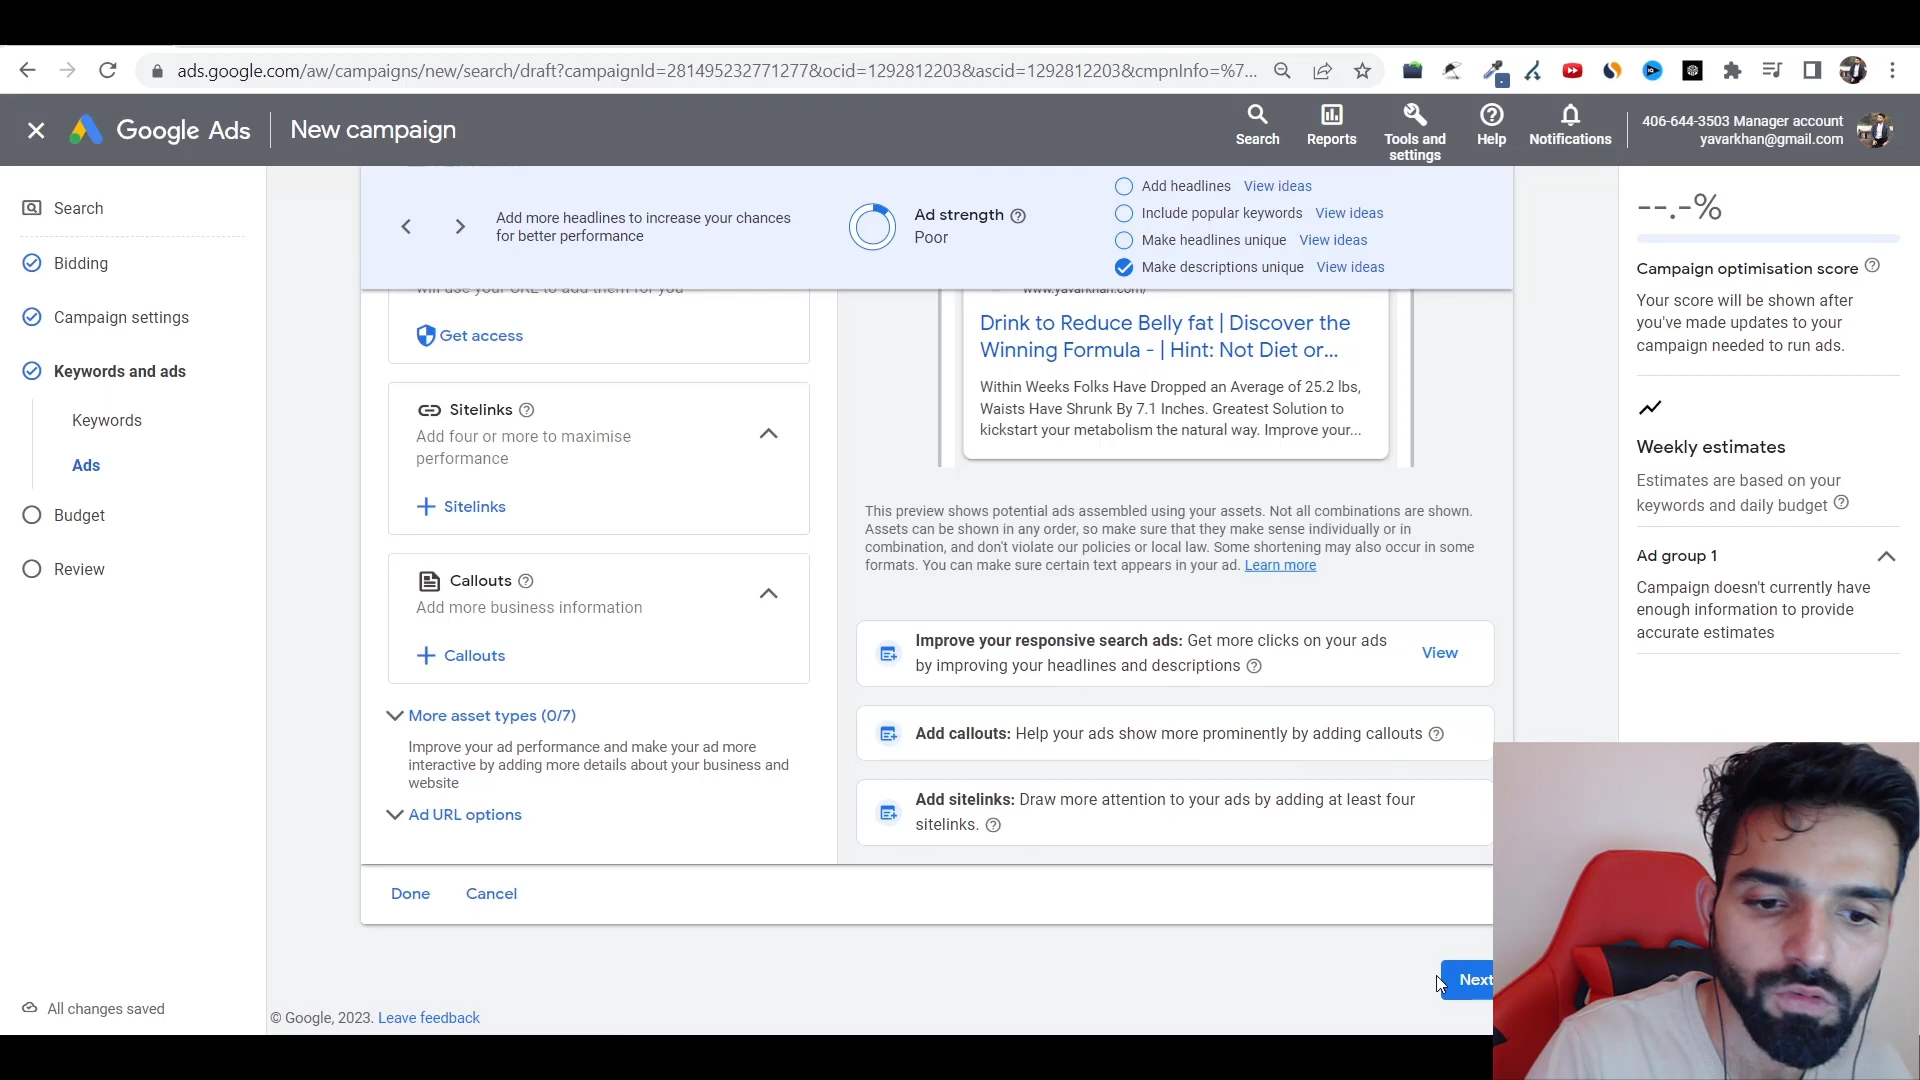 ads.google.com/aw/campaigns/new/search/draft?campaignId=281495232771277&ocid=1292812203&ascid=1292812203&cmpnInfo=%7...
Google Ads
New campaign
Search
Reports
Tools and
settings
Help
Notifications
406-644-3503 Manager account
yavarkhan@gmail.com
Search
Bidding
Campaign settings
Keywords and ads
Keywords
Ads
Budget
Review
All changes saved
Add more headlines to increase your chances
for better performance
Ad strength
Poor
Add headlines View ideas
Include popular keywords View ideas
Make headlines unique View ideas
Make descriptions unique View ideas
will use your URL to add them for you
Get access
Sitelinks
Add four or more to maximise
performance
Sitelinks
Callouts
Add more business information
Callouts
More asset types (0/7)
Improve your ad performance and make your ad more
interactive by adding more details about your business and
website
Ad URL options
www.yavarkhan.com/
Drink to Reduce Belly fat | Discover the
Winning Formula - | Hint: Not Diet or...
Within Weeks Folks Have Dropped an Average of 25.2 lbs,
Waists Have Shrunk By 7.1 Inches. Greatest Solution to
kickstart your metabolism the natural way. Improve your...
This preview shows potential ads assembled using your assets. Not all combinations are shown.
Assets can be shown in any order, so make sure that they make sense individually or in
combination, and don't violate our policies or local law. Some shortening may also occur in some
formats. You can make sure certain text appears in your ad. Learn more
Improve your responsive search ads: Get more clicks on your ads
by improving your headlines and descriptions
View
Add callouts: Help your ads show more prominently by adding callouts
Add sitelinks: Draw more attention to your ads by adding at least four
sitelinks.
Done
Cancel
Next
© Google, 2023. Leave feedback
--.-%
Campaign optimisation score
Your score will be shown after
you've made updates to your
campaign needed to run ads.
Weekly estimates
Estimates are based on your
keywords and daily budget
Ad group 1
Campaign doesn't currently have
enough information to provide
accurate estimates